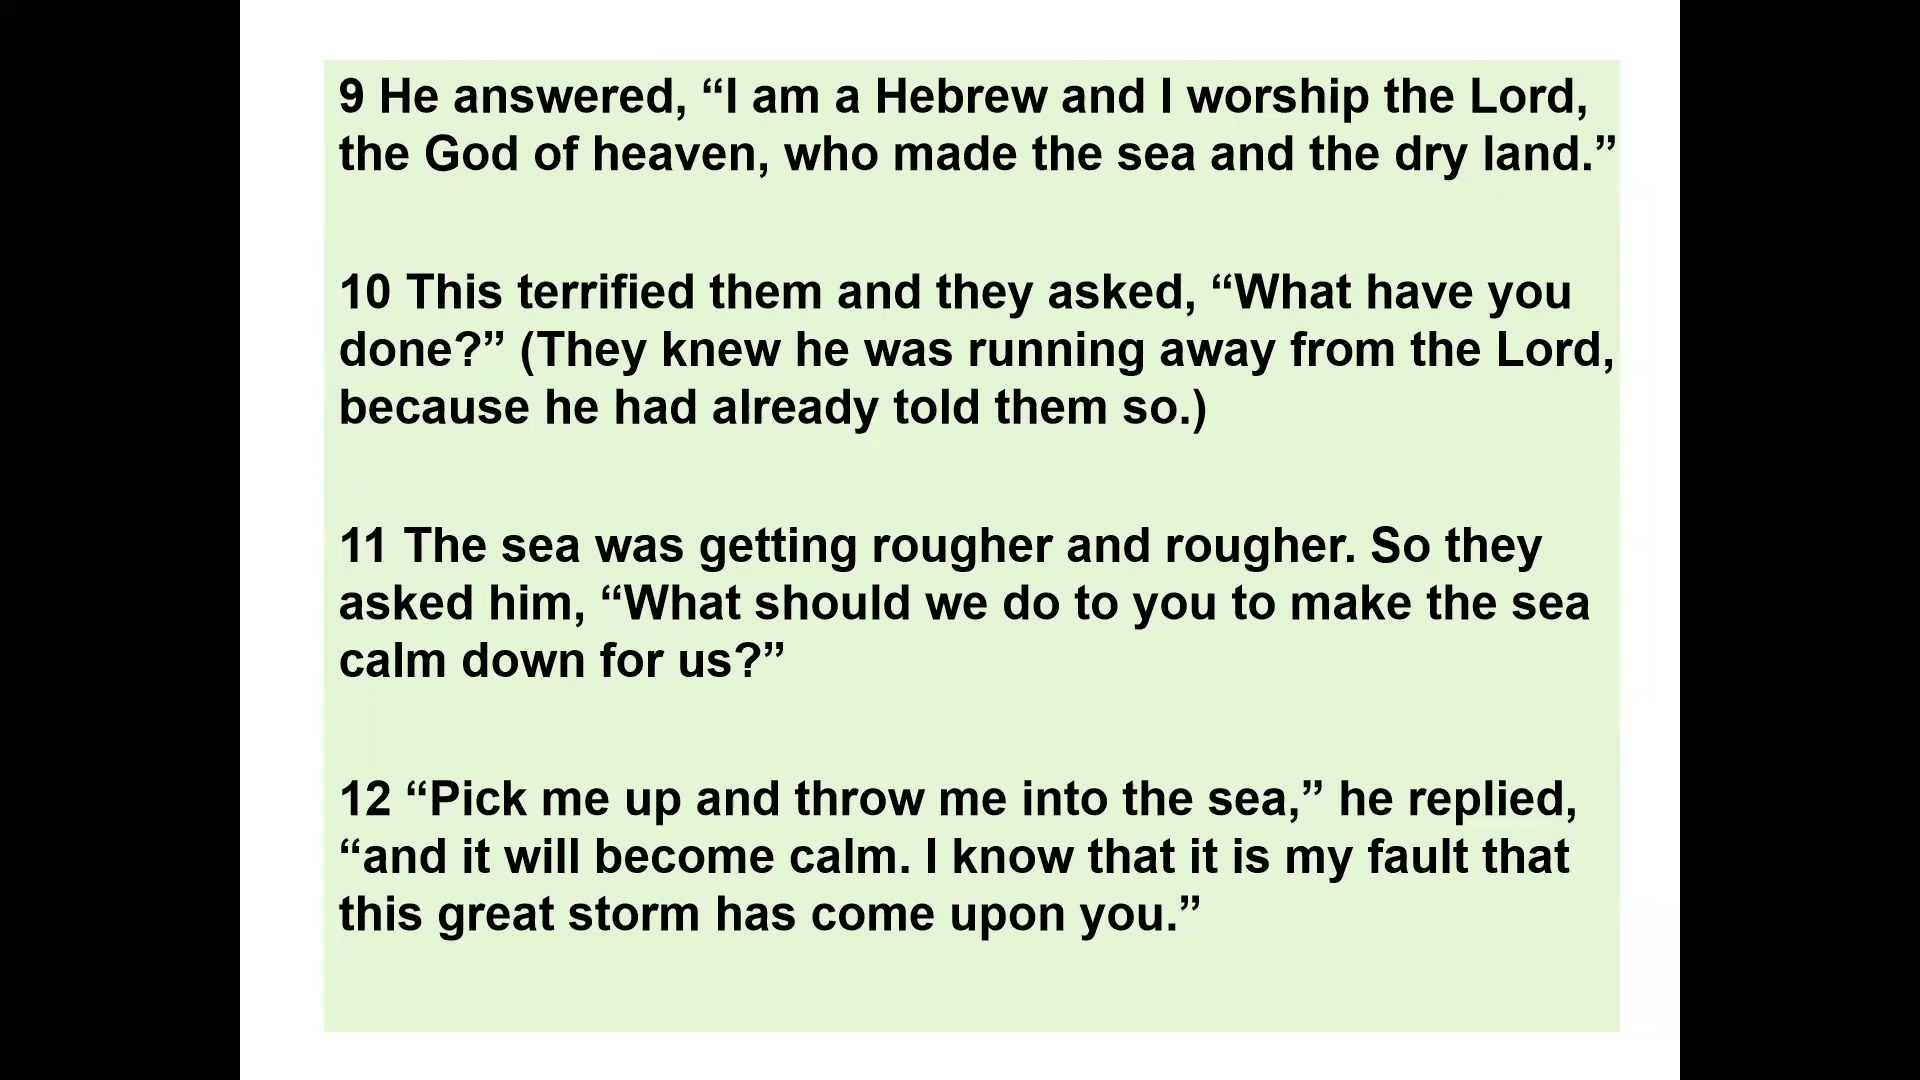 9 He answered, “I am a Hebrew and I worship the Lord,
the God of heaven, who made the sea and the dry land.”
10 This terrified them and they asked, “What have you
done?” (They knew he was running away from the Lord,
because he had already told them so.)
11 The sea was getting rougher and rougher. So they
asked him, “What should we do to you to make the sea
calm down for us?”
12 “Pick me up and throw me into the sea,” he replied,
“and it will become calm. I know that it is my fault that
this great storm has come upon you.”